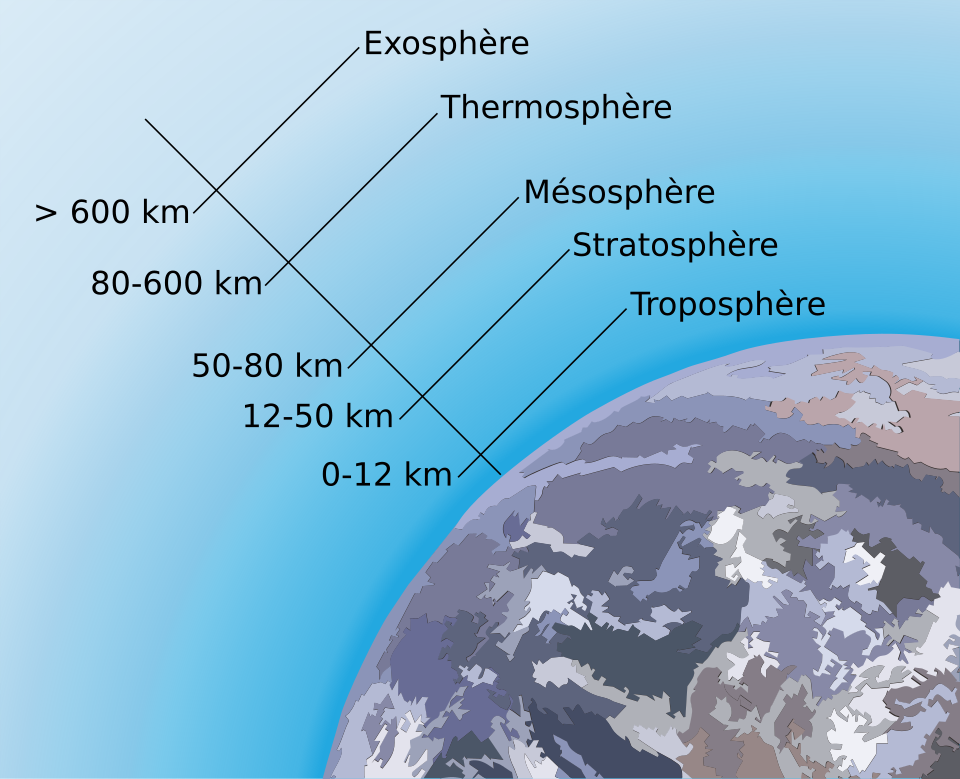 Exosphère
Thermosphère
Mésosphère
> 600 km
Stratosphère
80-600 km
Troposphère
50-80 km
12-50 km
0-12 km